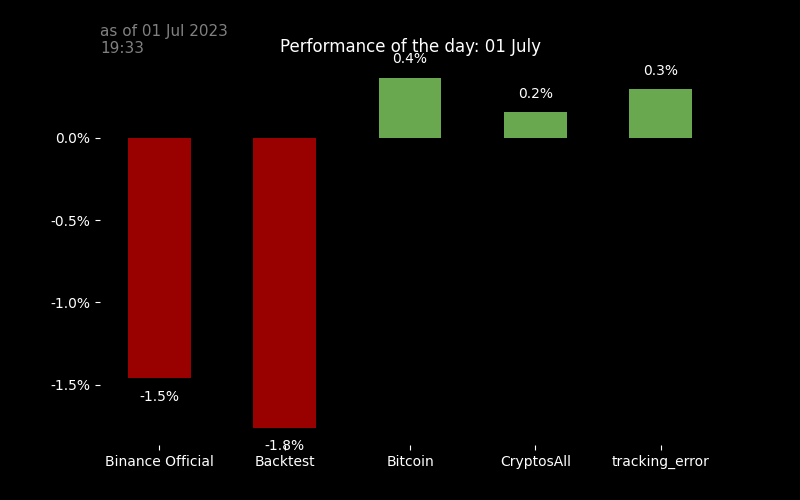 as of 01 Jul 2023
19:33
Performance of the day: 01 July
0.4%
0.3%
0.2%
0.0%
-0.5%
-1.0%
-1.5%
-1.5%
-1.8%
Binance Official
Backtest
Bitcoin
CryptosAll
tracking_error